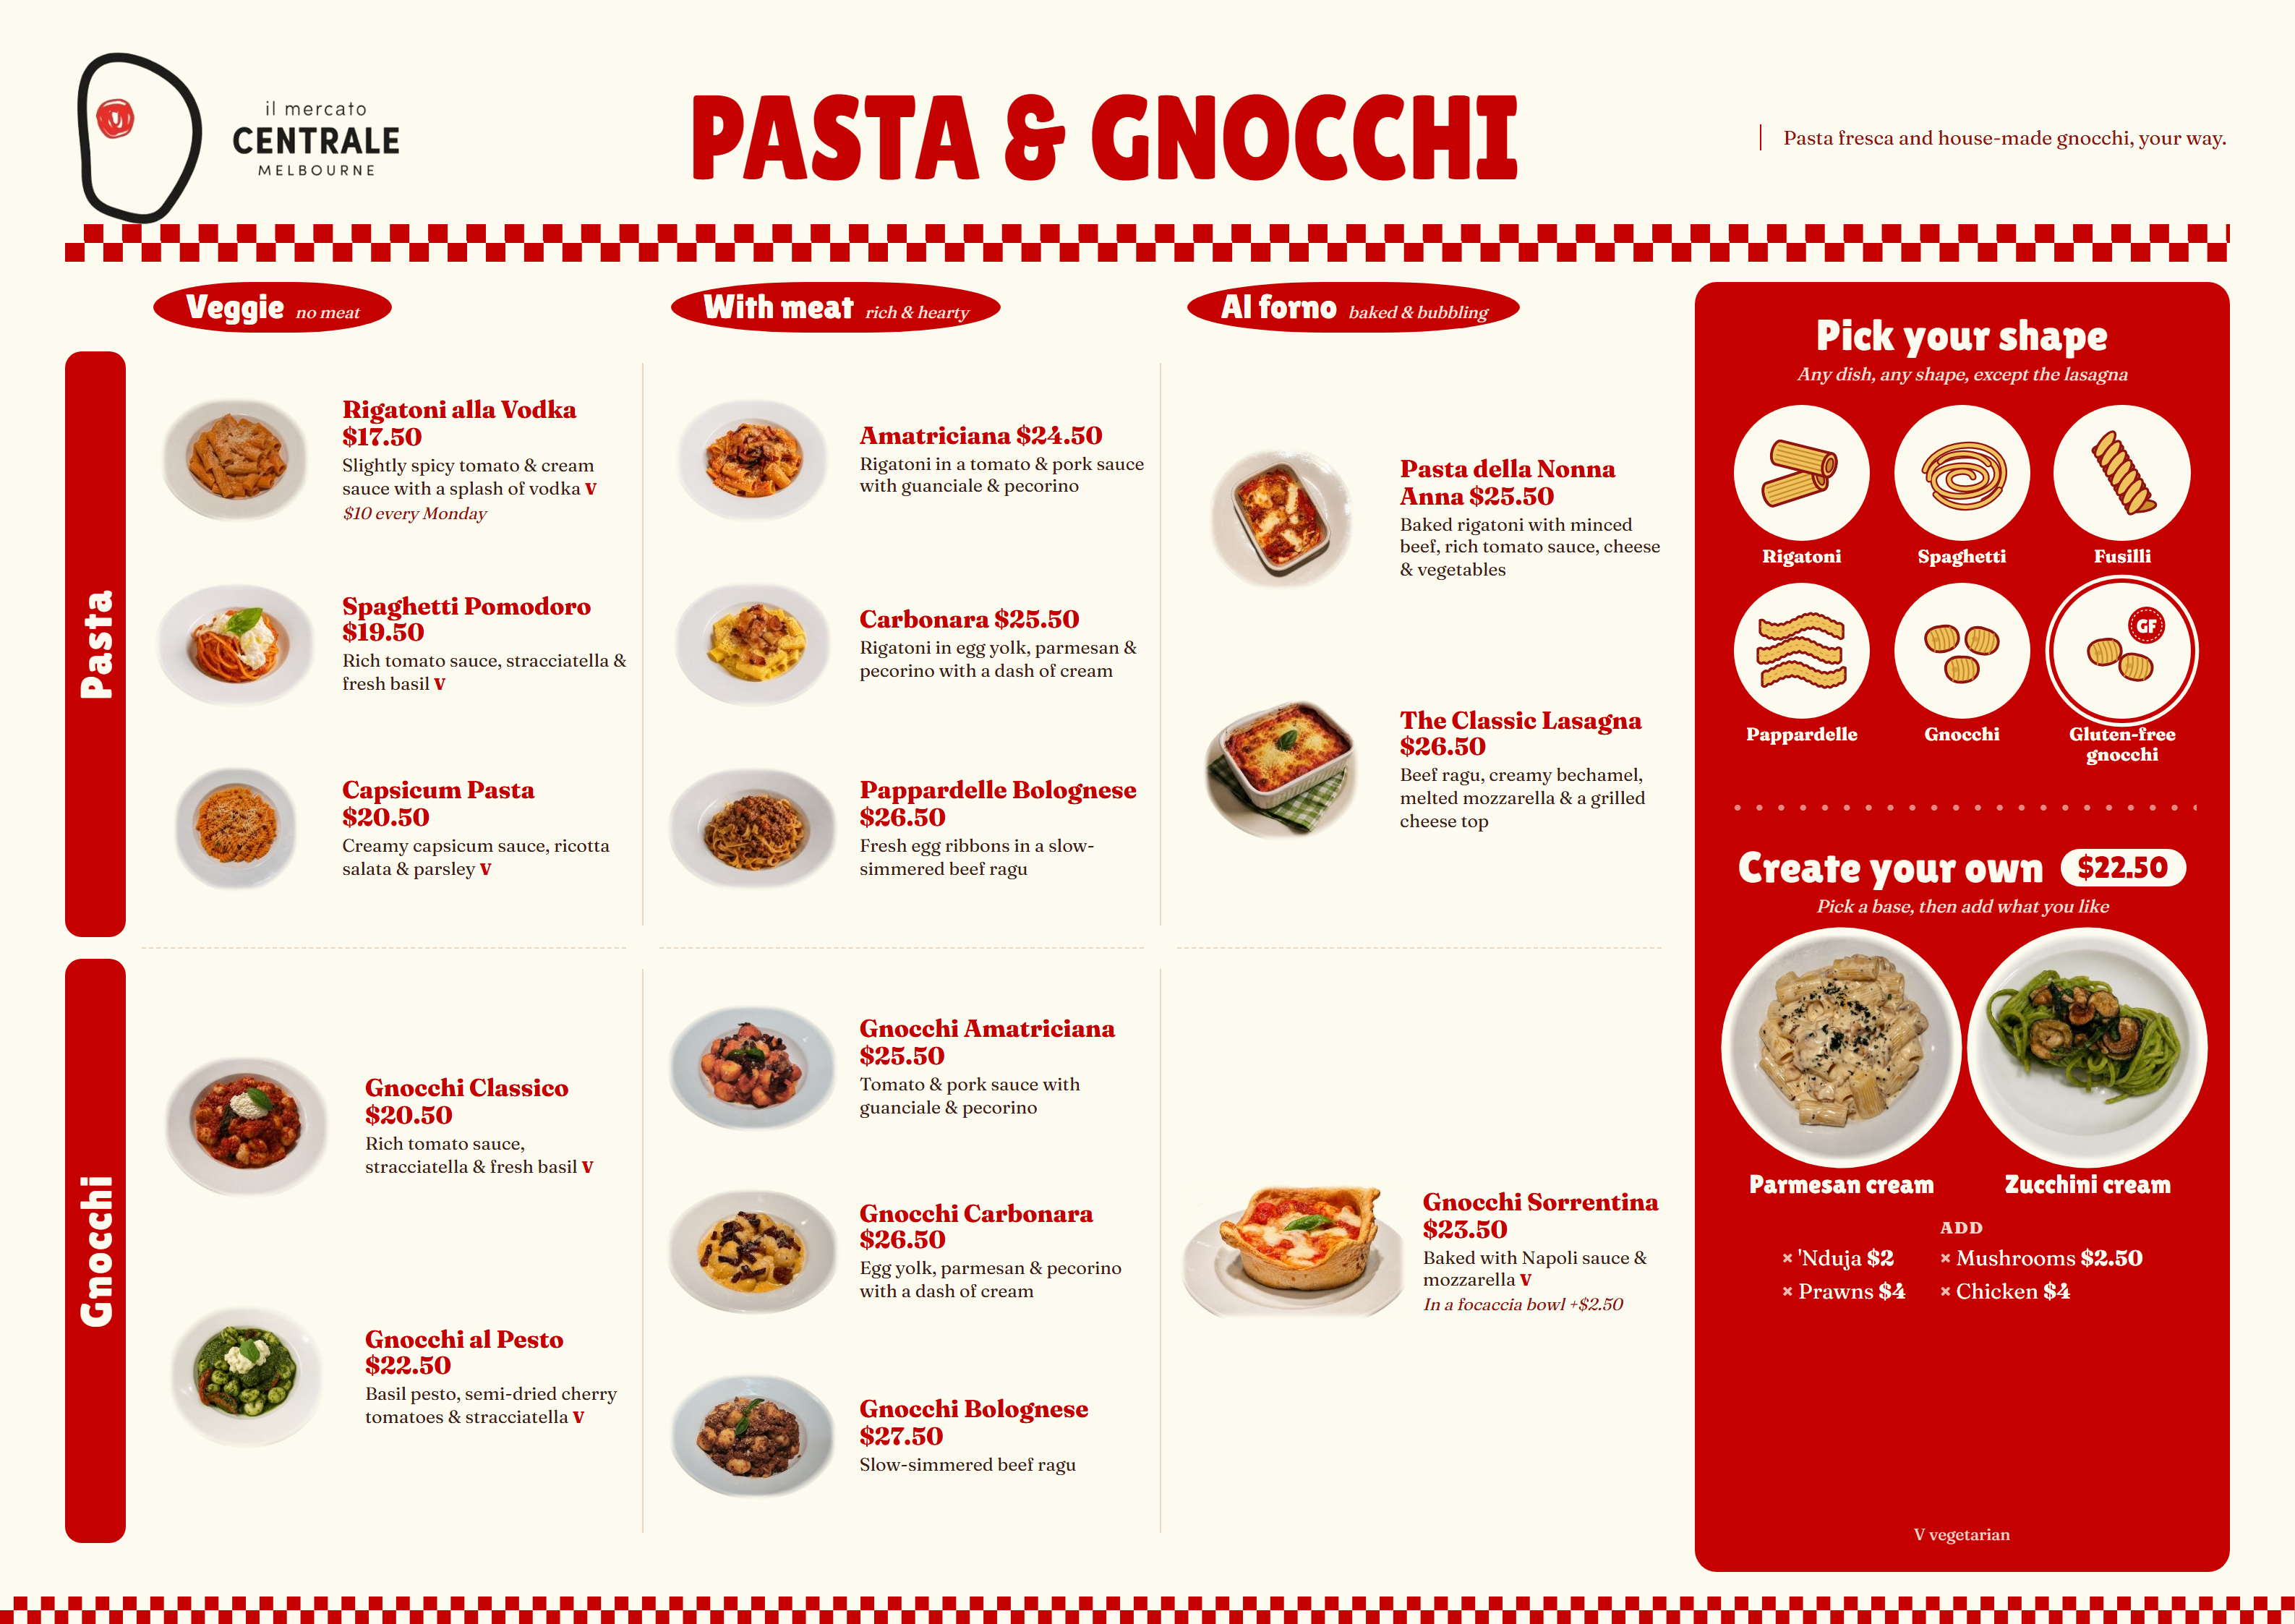 il mercato
CENTRALE
MELBOURNE
PASTA & GNOCCHI
Pasta fresca and house-made gnocchi, your way.
Veggie no meat
With meat rich & hearty
Al forno baked & bubbling
Pasta
Rigatoni alla Vodka
$17.50
Slightly spicy tomato & cream
sauce with a splash of vodka V
$10 every Monday
Spaghetti Pomodoro
$19.50
Rich tomato sauce, stracciatella &
fresh basil V
Capsicum Pasta
$20.50
Creamy capsicum sauce, ricotta
salata & parsley V
Amatriciana $24.50
Rigatoni in a tomato & pork sauce
with guanciale & pecorino
Carbonara $25.50
Rigatoni in egg yolk, parmesan &
pecorino with a dash of cream
Pappardelle Bolognese
$26.50
Fresh egg ribbons in a slow-
simmered beef ragu
Pasta della Nonna
Anna $25.50
Baked rigatoni with minced
beef, rich tomato sauce, cheese
& vegetables
The Classic Lasagna
$26.50
Beef ragu, creamy bechamel,
melted mozzarella & a grilled
cheese top
Gnocchi
Gnocchi Classico
$20.50
Rich tomato sauce,
stracciatella & fresh basil V
Gnocchi al Pesto
$22.50
Basil pesto, semi-dried cherry
tomatoes & stracciatella V
Gnocchi Amatriciana
$25.50
Tomato & pork sauce with
guanciale & pecorino
Gnocchi Carbonara
$26.50
Egg yolk, parmesan & pecorino
with a dash of cream
Gnocchi Bolognese
$27.50
Slow-simmered beef ragu
Gnocchi Sorrentina
$23.50
Baked with Napoli sauce &
mozzarella V
In a focaccia bowl +$2.50
Pick your shape
Any dish, any shape, except the lasagna
Rigatoni
Spaghetti
Fusilli
GF
Pappardelle
Gnocchi
Gluten-free
gnocchi
Create your own $22.50
Pick a base, then add what you like
Parmesan cream
Zucchini cream
ADD
× 'Nduja $2
× Mushrooms $2.50
× Prawns $4
× Chicken $4
V vegetarian